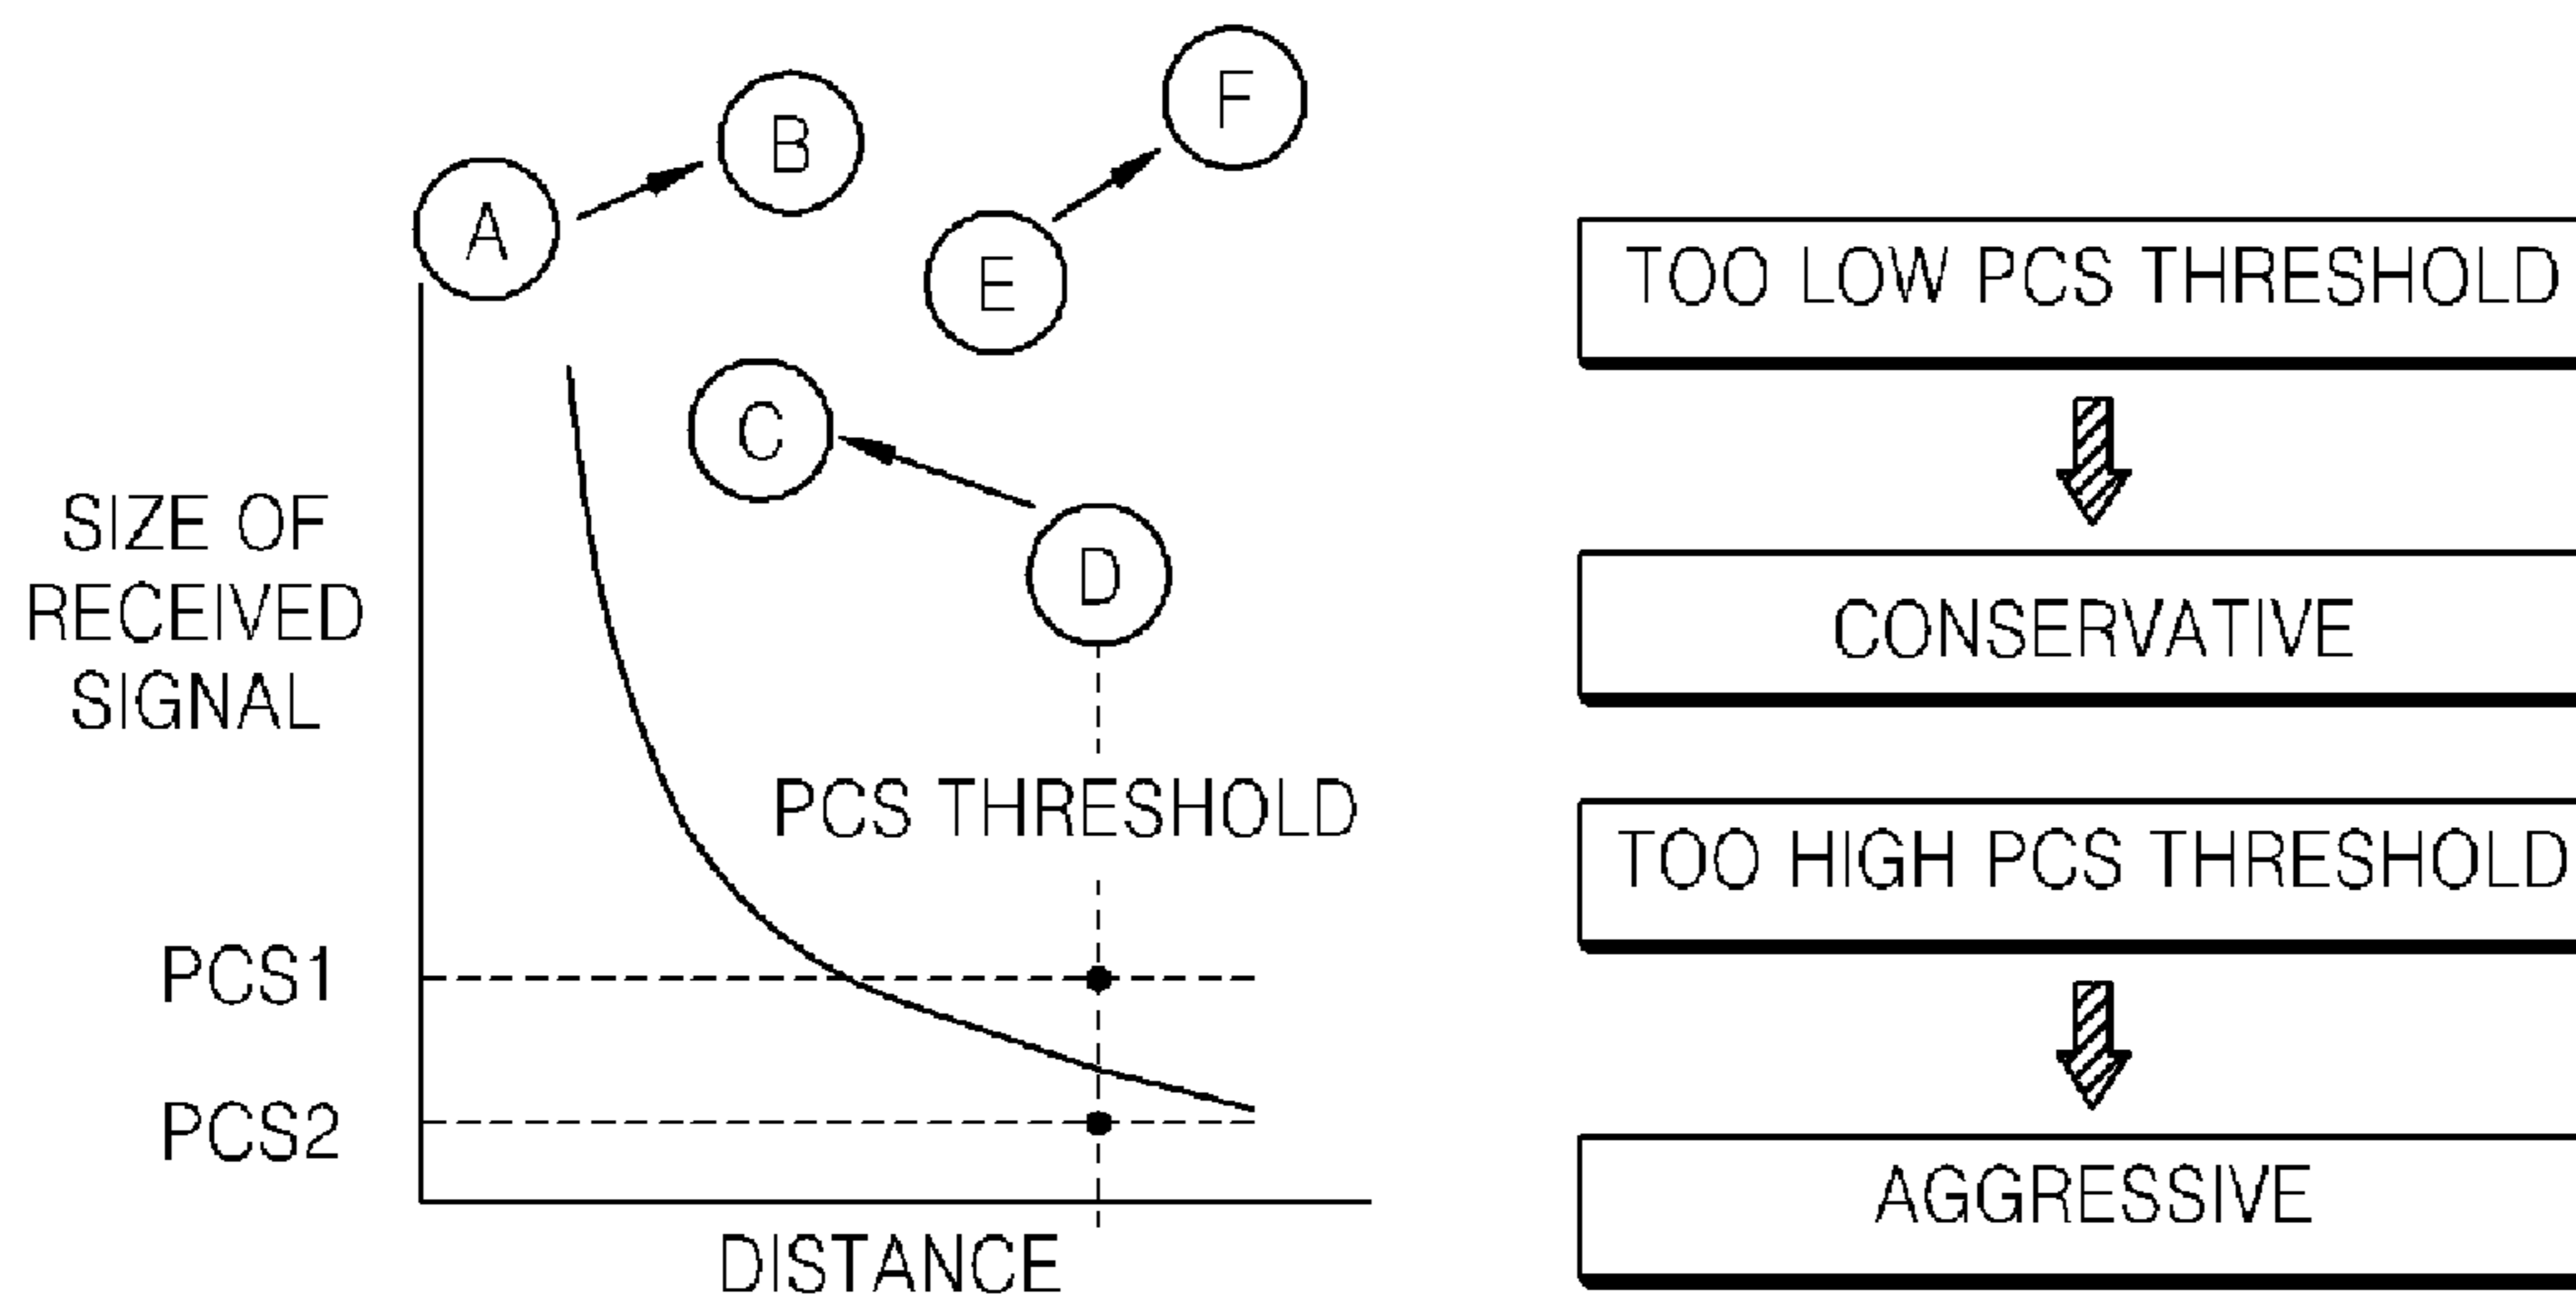 A
B
F
E
C
D
SIZE OF
RECEIVED
SIGNAL
PCS THRESHOLD
PCS1
PCS2
DISTANCE
TOO LOW PCS THRESHOLD
CONSERVATIVE
TOO HIGH PCS THRESHOLD
AGGRESSIVE